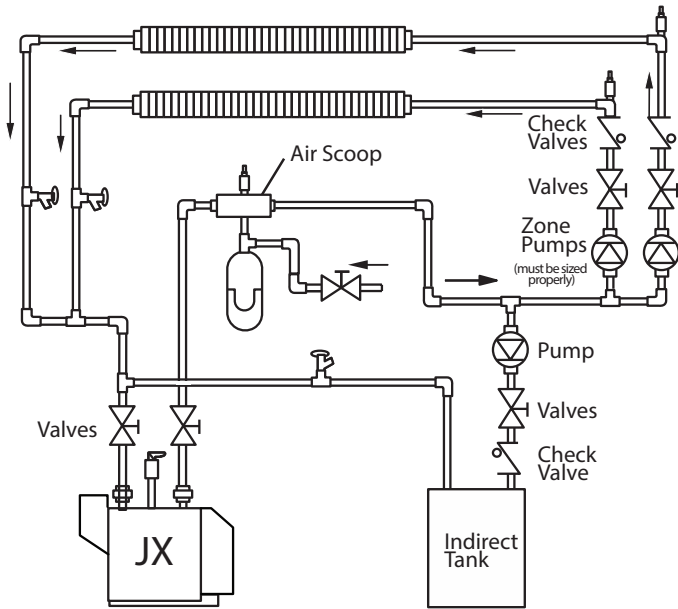 Check
Valves
Air Scoop
Valves
Zone
Pumps
(must be sized
properly)
Pump
Valves
Valves
Check
Valve
JX
Indirect
Tank